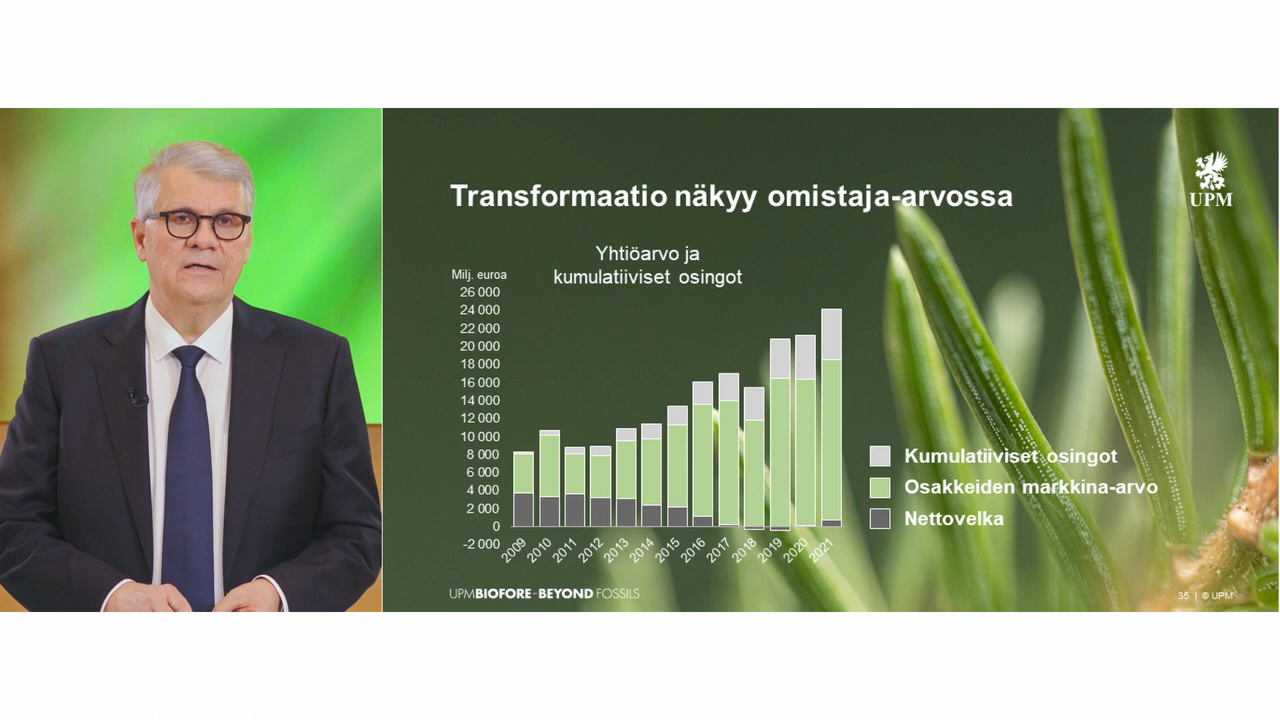 Transformaatio näkyy omistaja-arvossa
UPM
Yhtiöarvo ja
kumulatiiviset osingot
Milj. euroa
26 000
24 000
22 000
20 000
18 000
16 000
14 000
12 000
10 000
8 000
6 000
4 000
2 000
0
-2 000
2009 2010 2011 2012 2013 2014 2015 2016 2017 2018 2019 2020 2021
Kumulatiiviset osingot
Osakkeiden markkina-arvo
Nettovelka
UPM BIOFORE-BEYOND FOSSILS
35 | © UPM